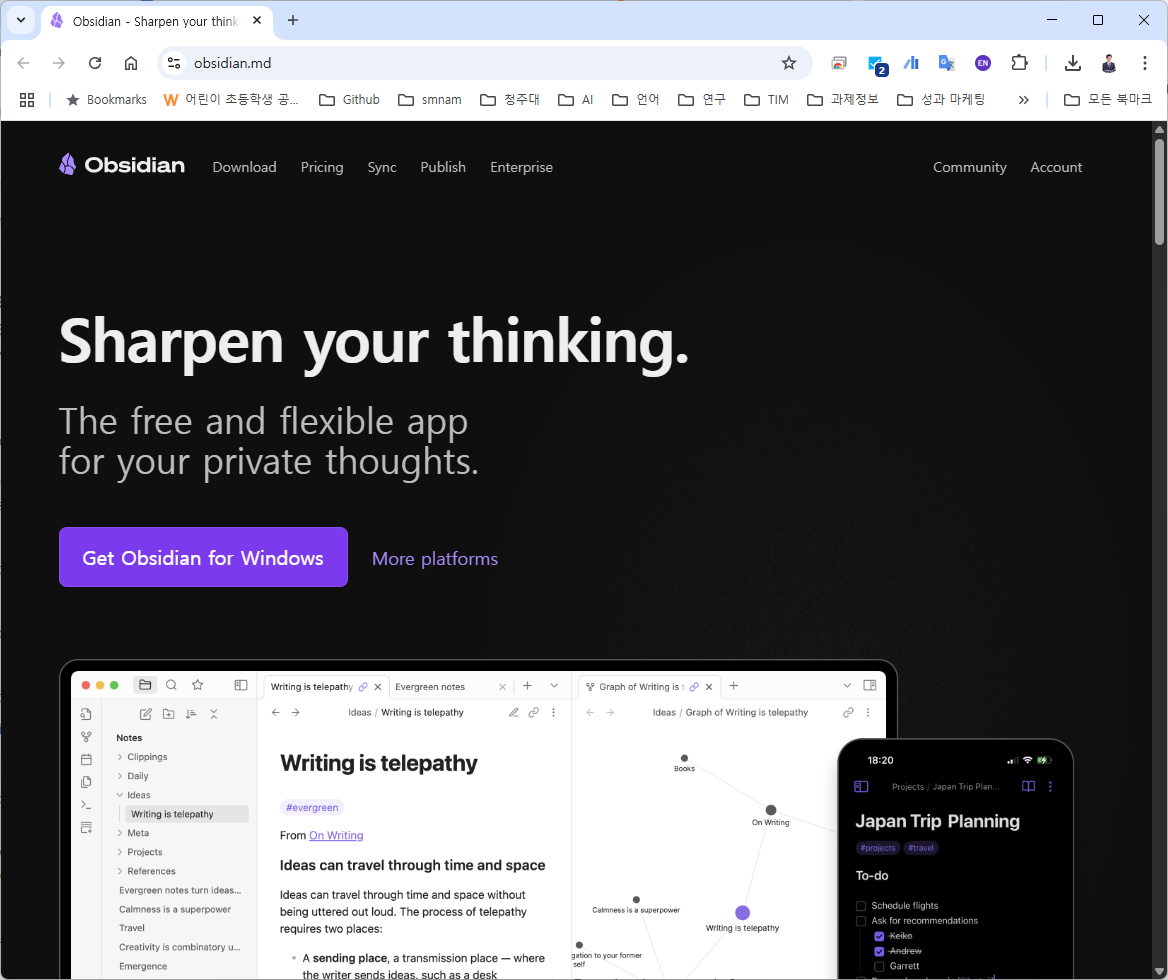 Obsidian - Sharpen your think
obsidian.md
2
EN
Bookmarks
W 어린이 초등학생 공...
Github
smnam
청주대
AI
언어
연구
TIM
과제정보
성과 마케팅
모든 북마크
Obsidian
Download
Pricing
Sync
Publish
Enterprise
Community
Account
Sharpen your thinking.
The free and flexible app
for your private thoughts.
Get Obsidian for Windows
More platforms
Writing is telepathy
Evergreen notes
Graph of Writing is t
Ideas / Writing is telepathy
Ideas / Graph of Writing is telepathy
Notes
Clippings
Daily
Ideas
Writing is telepathy
Meta
Projects
References
Evergreen notes turn ideas...
Calmness is a superpower
Travel
Creativity is combinatory u...
Emergence
Writing is telepathy
#evergreen
From On Writing
Ideas can travel through time and space
Ideas can travel through time and space without
being uttered out loud. The process of telepathy
requires two places:
A sending place, a transmission place — where
the writer sends ideas, such as a desk
Books
On Writing
Calmness is a superpower
Writing is telepathy
gation to your former
self
18:20
Projects / Japan Trip Plan...
Japan Trip Planning
#projects
#travel
To-do
Schedule flights
Ask for recommendations
Keiko
Andrew
Garrett